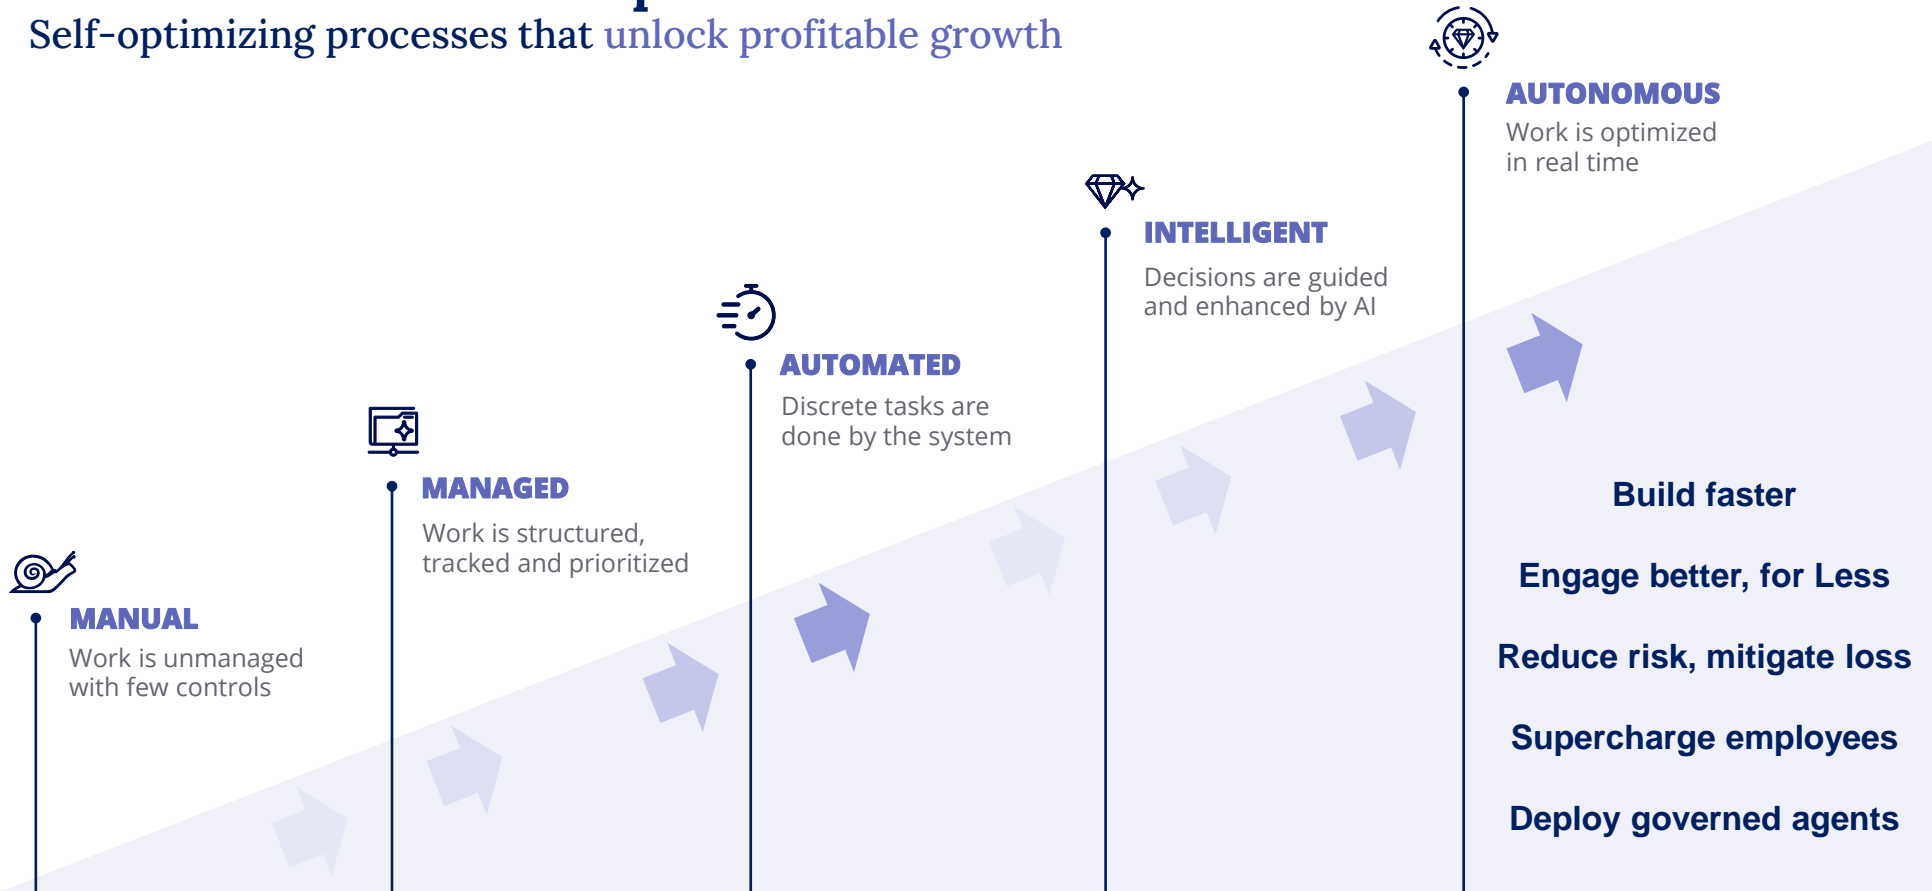 Self-optimizing processes that unlock profitable growth
AUTONOMOUS
Work is optimized
in real time
INTELLIGENT
Decisions are guided
and enhanced by AI
AUTOMATED
Discrete tasks are
done by the system
MANAGED
Work is structured,
tracked and prioritized
MANUAL
Work is unmanaged
with few controls
Build faster
Engage better, for Less
Reduce risk, mitigate loss
Supercharge employees
Deploy governed agents